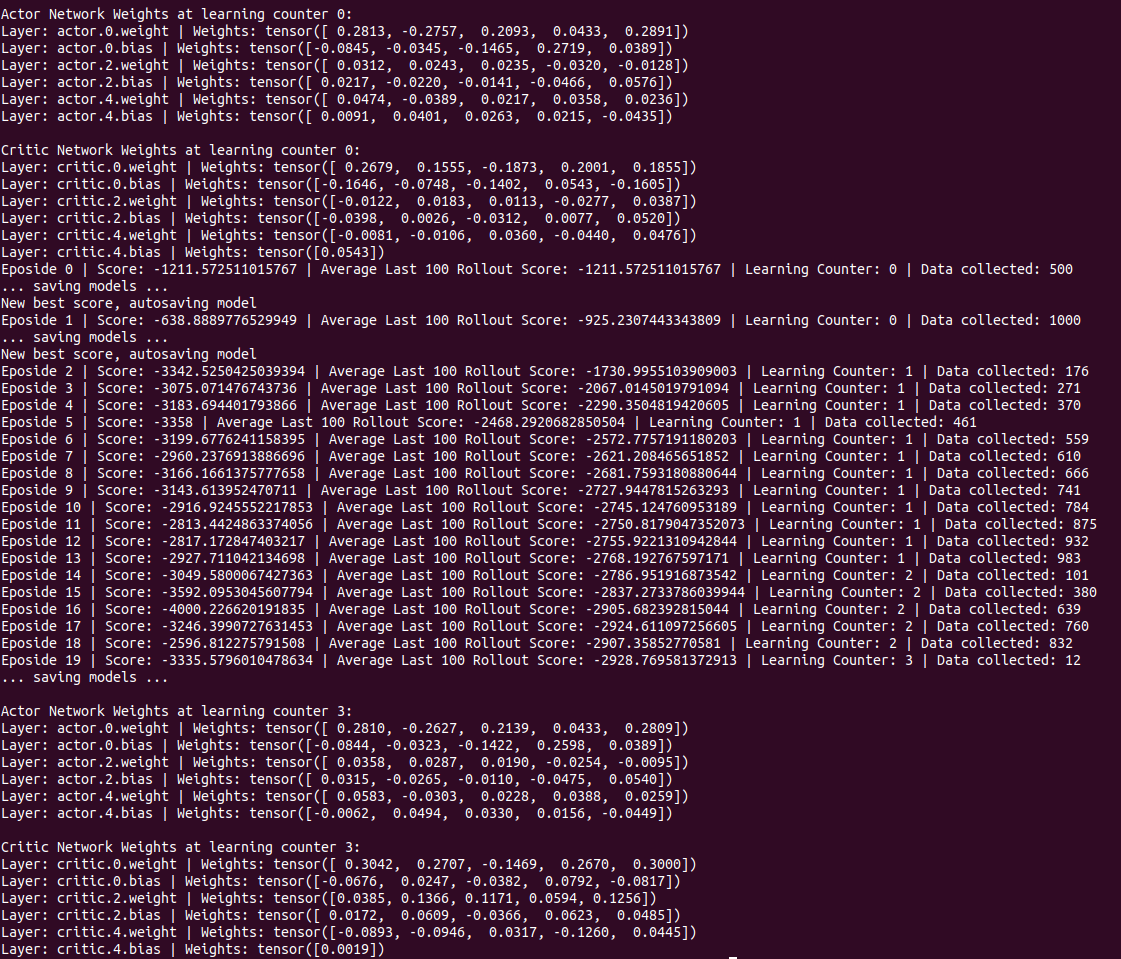 Actor Network Weights at learning counter 0:
Layer: actor.0.weight | Weights: tensor([ 0.2813, -0.2757,  0.2093,  0.0433,  0.2891])
Layer: actor.0.bias | Weights: tensor([-0.0845, -0.0345, -0.1465,  0.2719,  0.0389])
Layer: actor.2.weight | Weights: tensor([ 0.0312,  0.0243,  0.0235, -0.0320, -0.0128])
Layer: actor.2.bias | Weights: tensor([ 0.0217, -0.0220, -0.0141, -0.0466,  0.0576])
Layer: actor.4.weight | Weights: tensor([ 0.0474, -0.0389,  0.0217,  0.0358,  0.0236])
Layer: actor.4.bias | Weights: tensor([ 0.0091,  0.0401,  0.0263,  0.0215, -0.0435])

Critic Network Weights at learning counter 0:
Layer: critic.0.weight | Weights: tensor([ 0.2679,  0.1555, -0.1873,  0.2001,  0.1855])
Layer: critic.0.bias | Weights: tensor([-0.1646, -0.0748, -0.1402,  0.0543, -0.1605])
Layer: critic.2.weight | Weights: tensor([-0.0122,  0.0183,  0.0113, -0.0277,  0.0387])
Layer: critic.2.bias | Weights: tensor([-0.0398,  0.0026, -0.0312,  0.0077,  0.0520])
Layer: critic.4.weight | Weights: tensor([-0.0081, -0.0106,  0.0360, -0.0440,  0.0476])
Layer: critic.4.bias | Weights: tensor([0.0543])
Eposide 0 | Score: -1211.572511015767 | Average Last 100 Rollout Score: -1211.572511015767 | Learning Counter: 0 | Data collected: 500
... saving models ...
New best score, autosaving model
Eposide 1 | Score: -638.8889776529949 | Average Last 100 Rollout Score: -925.2307443343809 | Learning Counter: 0 | Data collected: 1000
... saving models ...
New best score, autosaving model
Eposide 2 | Score: -3342.5250425039394 | Average Last 100 Rollout Score: -1730.9955103909003 | Learning Counter: 1 | Data collected: 176
Eposide 3 | Score: -3075.071476743736 | Average Last 100 Rollout Score: -2067.0145019791094 | Learning Counter: 1 | Data collected: 271
Eposide 4 | Score: -3183.694401793866 | Average Last 100 Rollout Score: -2290.3504819420605 | Learning Counter: 1 | Data collected: 370
Eposide 5 | Score: -3358 | Average Last 100 Rollout Score: -2468.2920682850504 | Learning Counter: 1 | Data collected: 461
Eposide 6 | Score: -3199.6776241158395 | Average Last 100 Rollout Score: -2572.7757191180203 | Learning Counter: 1 | Data collected: 559
Eposide 7 | Score: -2960.2376913886696 | Average Last 100 Rollout Score: -2621.208465651852 | Learning Counter: 1 | Data collected: 610
Eposide 8 | Score: -3166.1661375777658 | Average Last 100 Rollout Score: -2681.7593180880644 | Learning Counter: 1 | Data collected: 666
Eposide 9 | Score: -3143.613952470711 | Average Last 100 Rollout Score: -2727.9447815263293 | Learning Counter: 1 | Data collected: 741
Eposide 10 | Score: -2916.9245552217853 | Average Last 100 Rollout Score: -2745.124760953189 | Learning Counter: 1 | Data collected: 784
Eposide 11 | Score: -2813.4424863374056 | Average Last 100 Rollout Score: -2750.8179047352073 | Learning Counter: 1 | Data collected: 875
Eposide 12 | Score: -2817.172847403217 | Average Last 100 Rollout Score: -2755.9221310942844 | Learning Counter: 1 | Data collected: 932
Eposide 13 | Score: -2927.711042134698 | Average Last 100 Rollout Score: -2768.192767597171 | Learning Counter: 1 | Data collected: 983
Eposide 14 | Score: -3049.5800067427363 | Average Last 100 Rollout Score: -2786.951916873542 | Learning Counter: 2 | Data collected: 101
Eposide 15 | Score: -3592.0953045607794 | Average Last 100 Rollout Score: -2837.2733786039944 | Learning Counter: 2 | Data collected: 380
Eposide 16 | Score: -4000.226620191835 | Average Last 100 Rollout Score: -2905.682392815044 | Learning Counter: 2 | Data collected: 639
Eposide 17 | Score: -3246.3990727631453 | Average Last 100 Rollout Score: -2924.611097256605 | Learning Counter: 2 | Data collected: 760
Eposide 18 | Score: -2596.812275791508 | Average Last 100 Rollout Score: -2907.35852770581 | Learning Counter: 2 | Data collected: 832
Eposide 19 | Score: -3335.5796010478634 | Average Last 100 Rollout Score: -2928.769581372913 | Learning Counter: 3 | Data collected: 12
... saving models ...

Actor Network Weights at learning counter 3:
Layer: actor.0.weight | Weights: tensor([ 0.2810, -0.2627,  0.2139,  0.0433,  0.2809])
Layer: actor.0.bias | Weights: tensor([-0.0844, -0.0323, -0.1422,  0.2598,  0.0389])
Layer: actor.2.weight | Weights: tensor([ 0.0358,  0.0287,  0.0190, -0.0254, -0.0095])
Layer: actor.2.bias | Weights: tensor([ 0.0315, -0.0265, -0.0110, -0.0475,  0.0540])
Layer: actor.4.weight | Weights: tensor([ 0.0583, -0.0303,  0.0228,  0.0388,  0.0259])
Layer: actor.4.bias | Weights: tensor([-0.0062,  0.0494,  0.0330,  0.0156, -0.0449])

Critic Network Weights at learning counter 3:
Layer: critic.0.weight | Weights: tensor([ 0.3042,  0.2707, -0.1469,  0.2670,  0.3000])
Layer: critic.0.bias | Weights: tensor([-0.0676,  0.0247, -0.0382,  0.0792, -0.0817])
Layer: critic.2.weight | Weights: tensor([0.0385, 0.1366, 0.1171, 0.0594, 0.1256])
Layer: critic.2.bias | Weights: tensor([ 0.0172,  0.0609, -0.0366,  0.0623,  0.0485])
Layer: critic.4.weight | Weights: tensor([-0.0893, -0.0946,  0.0317, -0.1260,  0.0445])
Layer: critic.4.bias | Weights: tensor([0.0019])